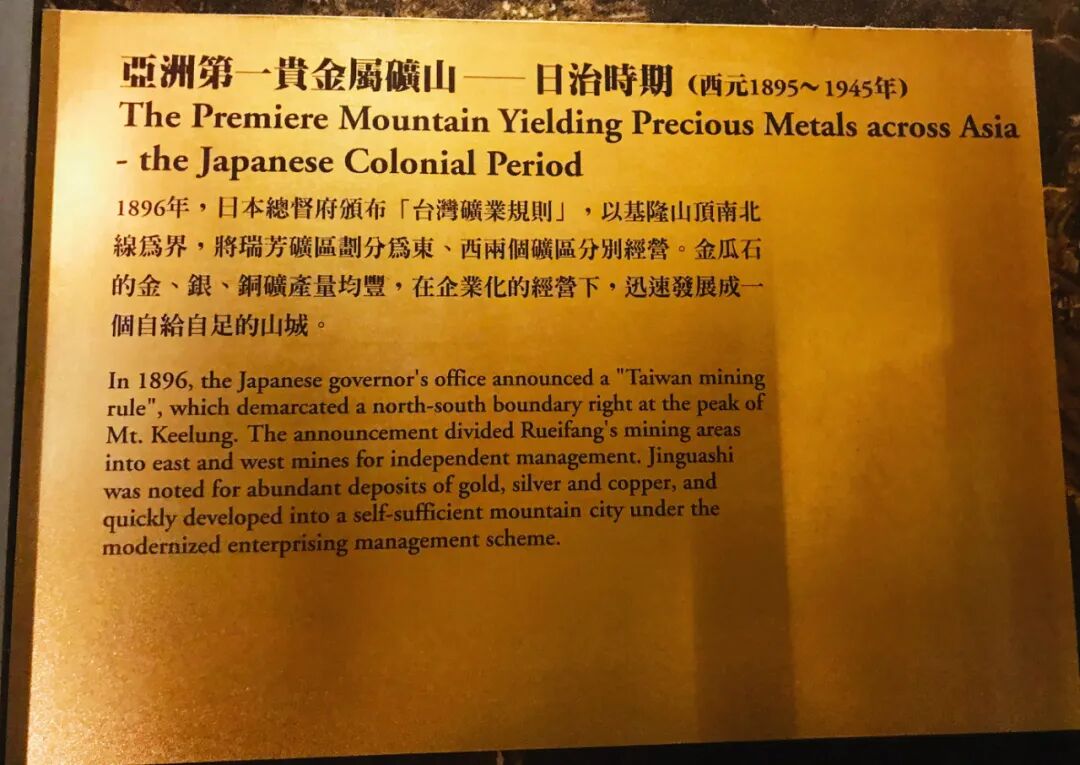 亞洲第一貴金屬礦山——日治時期（西元1895～1945年）
The Premiere Mountain Yielding Precious Metals across Asia
- the Japanese Colonial Period
1896年，日本總督府頒布「台灣礦業規則」，以基隆山頂南北
線爲界，將瑞芳礦區劃分爲東、西兩個礦區分別經營。金瓜石
的金、銀、銅礦產量均豐，在企業化的經營下，迅速發展成一
個自給自足的山城。
In 1896, the Japanese governor's office announced a "Taiwan mining
rule", which demarcated a north-south boundary right at the peak of
Mt. Keelung. The announcement divided Rueifang's mining areas
into east and west mines for independent management. Jinguashi
was noted for abundant deposits of gold, silver and copper, and
quickly developed into a self-sufficient mountain city under the
modernized enterprising management scheme.